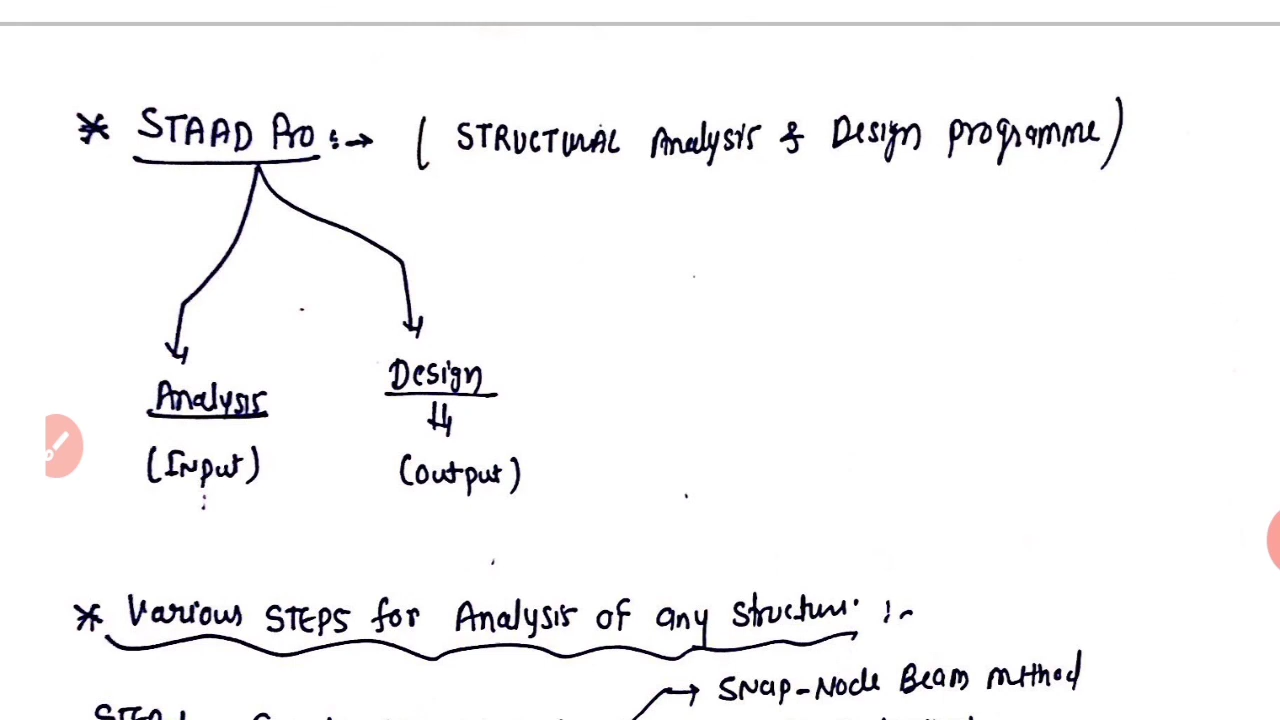 * STAAD Pro :→ ( STRUCTURAL Analysis & Design programme)
Analysis
Design
(Input)
(output)
* Various STEPS for Analysis of any structure :-
→ SNap-Node Beam method